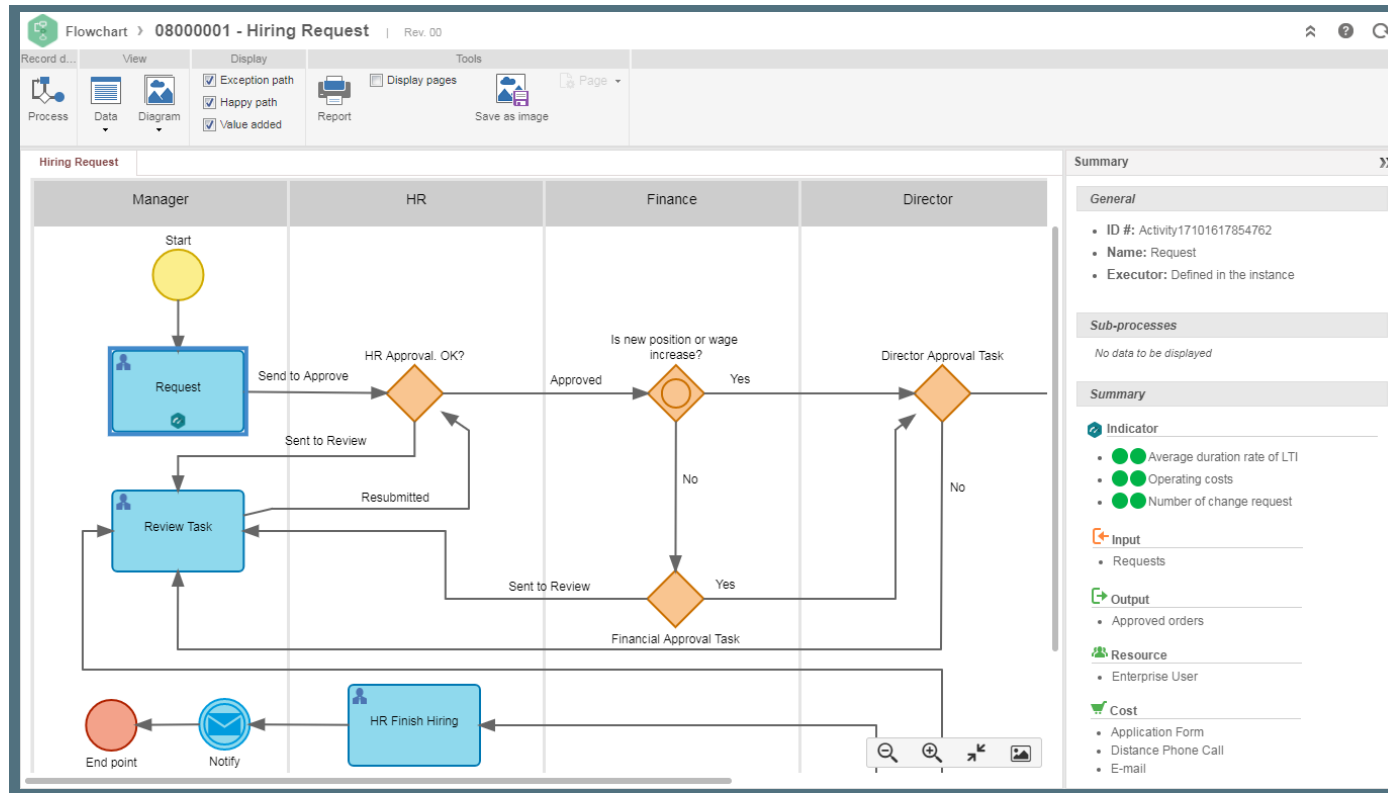 Flowchart › 08000001 - Hiring Request | Rev. 00
Record d... View Display Tools
Process
Data
Diagram
Exception path
Happy path
Value added
Report
Display pages
Save as image
Page
Hiring Request
Manager HR Finance Director
Start
Request
Send to Approve
HR Approval. OK?
Approved
Is new position or wage
increase?
Yes
Director Approval Task
Sent to Review
No
No
Resubmitted
Review Task
Sent to Review
Yes
Financial Approval Task
HR Finish Hiring
End point
Notify
Summary
General
• ID #: Activity17101617854762
• Name: Request
• Executor: Defined in the instance
Sub-processes
No data to be displayed
Summary
Indicator
• Average duration rate of LTI
• Operating costs
• Number of change request
Input
• Requests
Output
• Approved orders
Resource
• Enterprise User
Cost
• Application Form
• Distance Phone Call
• E-mail